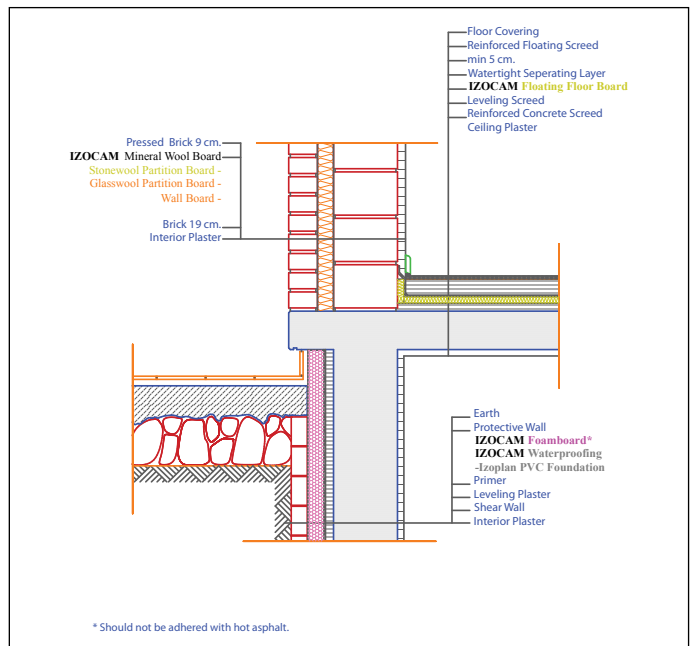 Floor Covering
Reinforced Floating Screed
min 5 cm.
Watertight Seperating Layer
IZOCAM Floating Floor Board
Leveling Screed
Reinforced Concrete Screed
Ceiling Plaster
Pressed Brick 9 cm.
IZOCAM Mineral Wool Board
Stonewool Partition Board -
Glasswool Partition Board -
Wall Board -
Brick 19 cm.
Interior Plaster
Earth
Protective Wall
IZOCAM Foamboard*
IZOCAM Waterproofing
-Izoplan PVC Foundation
Primer
Leveling Plaster
Shear Wall
Interior Plaster
* Should not be adhered with hot asphalt.